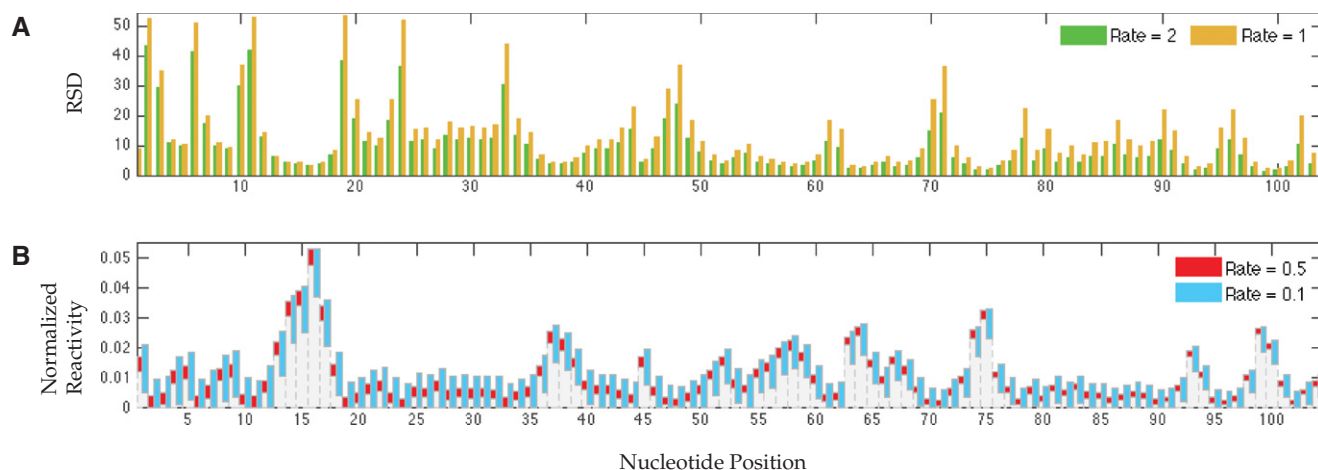 A
RSD
50
40
30
20
10
0
Rate = 2 Rate = 1
10 20 30 40 50 60 70 80 90 100
B
Normalized
Reactivity
0.05
0.04
0.03
0.02
0.01
0
Rate = 0.5
Rate = 0.1
5 10 15 20 25 30 35 40 45 50 55 60 65 70 75 80 85 90 95 100
Nucleotide Position